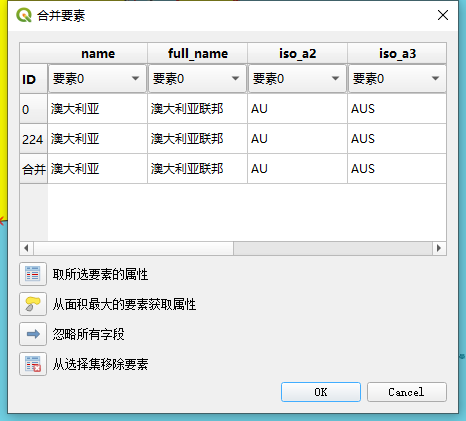 合并要素
name full_name iso_a2 iso_a3
ID 要素0 要素0 要素0 要素0
0 澳大利亚 澳大利亚联邦 AU AUS
224 澳大利亚 澳大利亚联邦 AU AUS
合并 澳大利亚 澳大利亚联邦 AU AUS
取所选要素的属性
从面积最大的要素获取属性
忽略所有字段
从选择集移除要素
OK Cancel